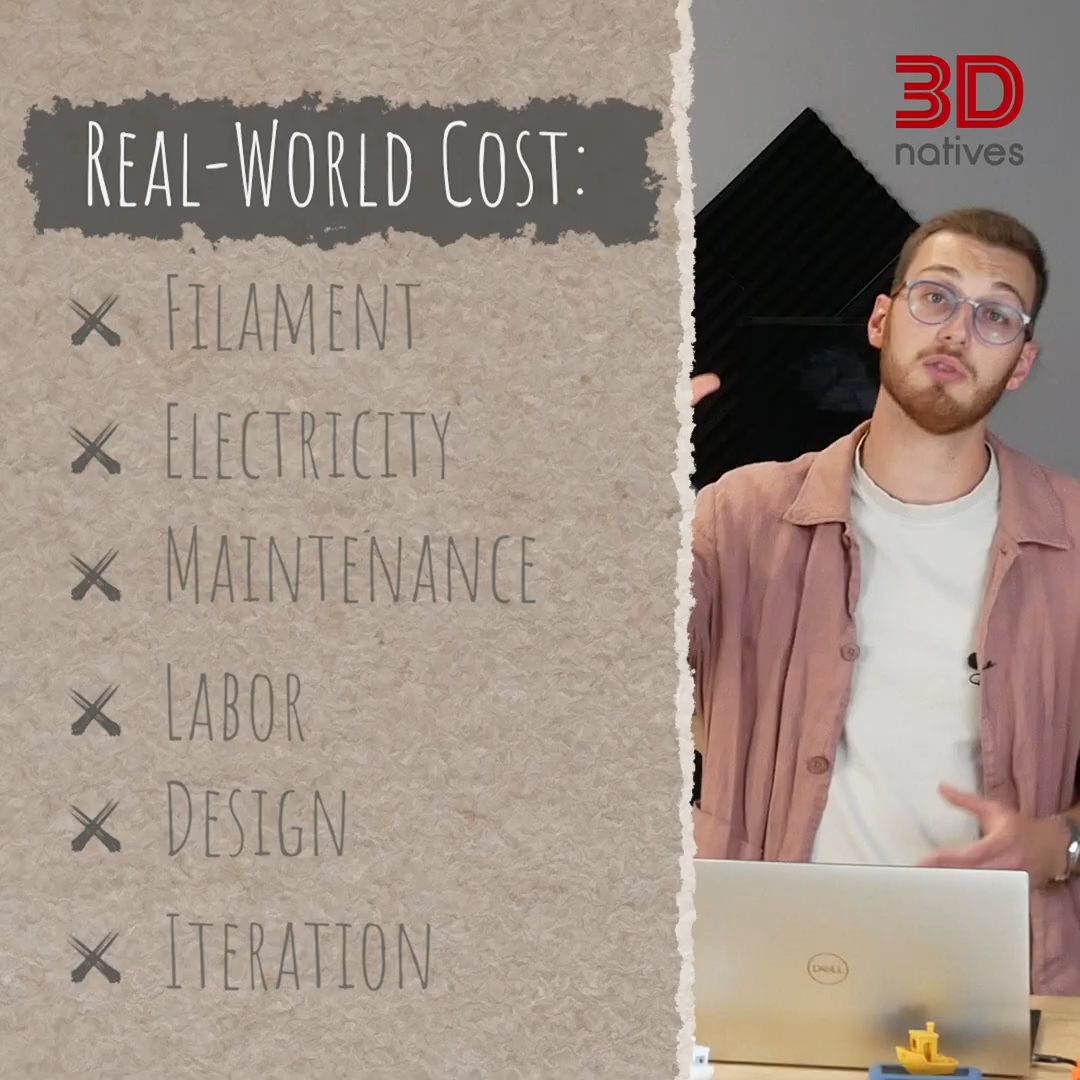 REAL-WORLD COST:
FILAMENT
ELECTRICITY
MAINTENANCE
LABOR
DESIGN
ITERATION
3D
natives
DELL